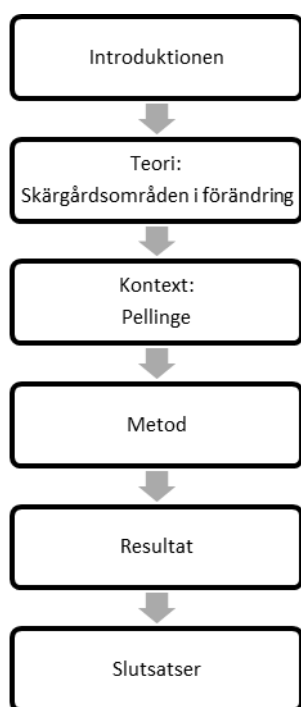 Introduktionen
Teori:
Skärgårdsområden i förändring
Kontext:
Pellinge
Metod
Resultat
Slutsatser